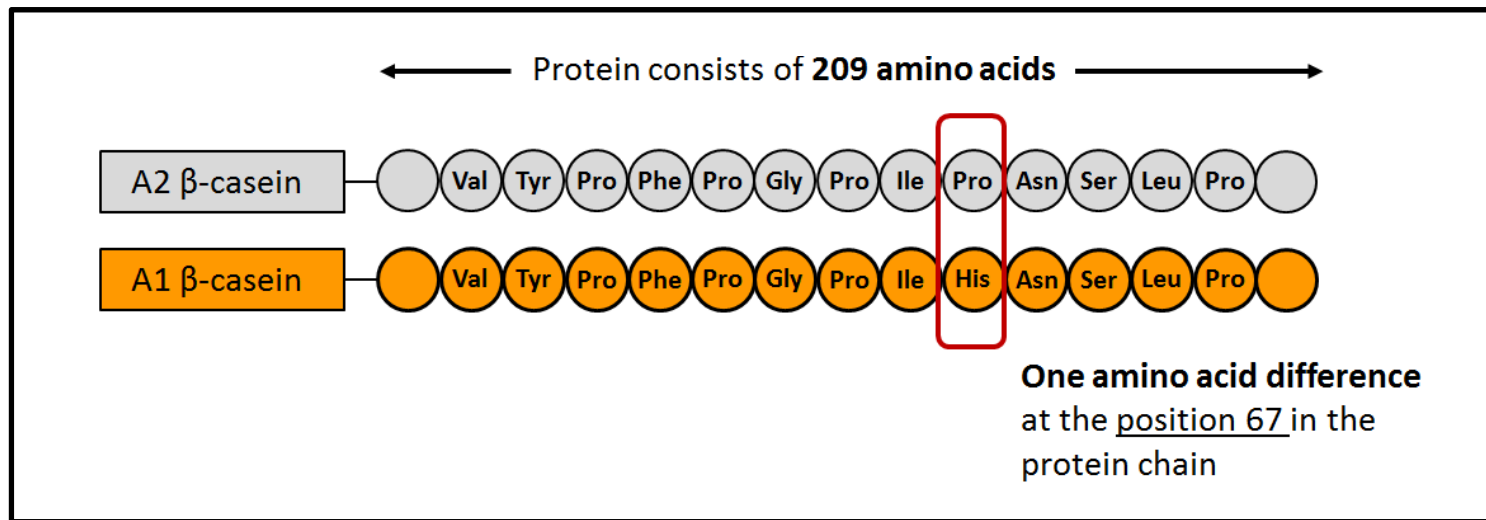 Protein consists of 209 amino acids
A2 β-casein Val Tyr Pro Phe Pro Gly Pro Ile Pro Asn Ser Leu Pro
A1 β-casein Val Tyr Pro Phe Pro Gly Pro Ile His Asn Ser Leu Pro
One amino acid difference
at the position 67 in the
protein chain